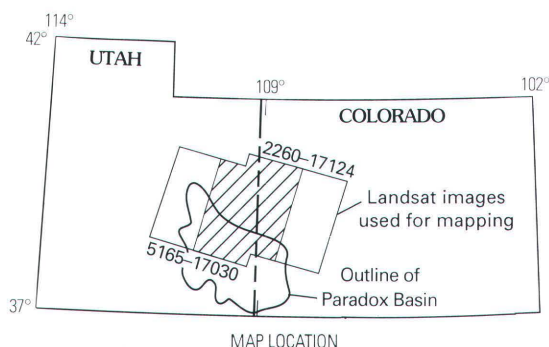 114°
42°
UTAH
109°
102°
COLORADO
2260–17124
Landsat images
used for mapping
5165–17030
Outline of
Paradox Basin
37°
MAP LOCATION